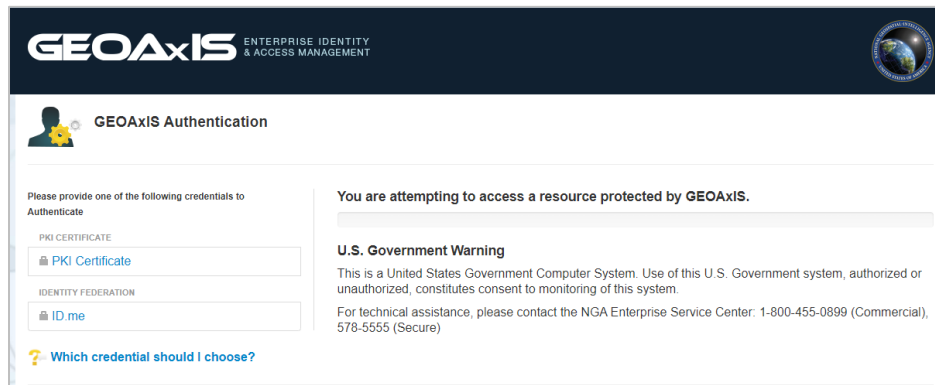 GEOAxIS ENTERPRISE IDENTITY
& ACCESS MANAGEMENT
GEOAxIS Authentication
Please provide one of the following credentials to
Authenticate
PKI CERTIFICATE
PKI Certificate
IDENTITY FEDERATION
ID.me
? Which credential should I choose?
You are attempting to access a resource protected by GEOAxIS.
U.S. Government Warning
This is a United States Government Computer System. Use of this U.S. Government system, authorized or
unauthorized, constitutes consent to monitoring of this system.
For technical assistance, please contact the NGA Enterprise Service Center: 1-800-455-0899 (Commercial),
578-5555 (Secure)